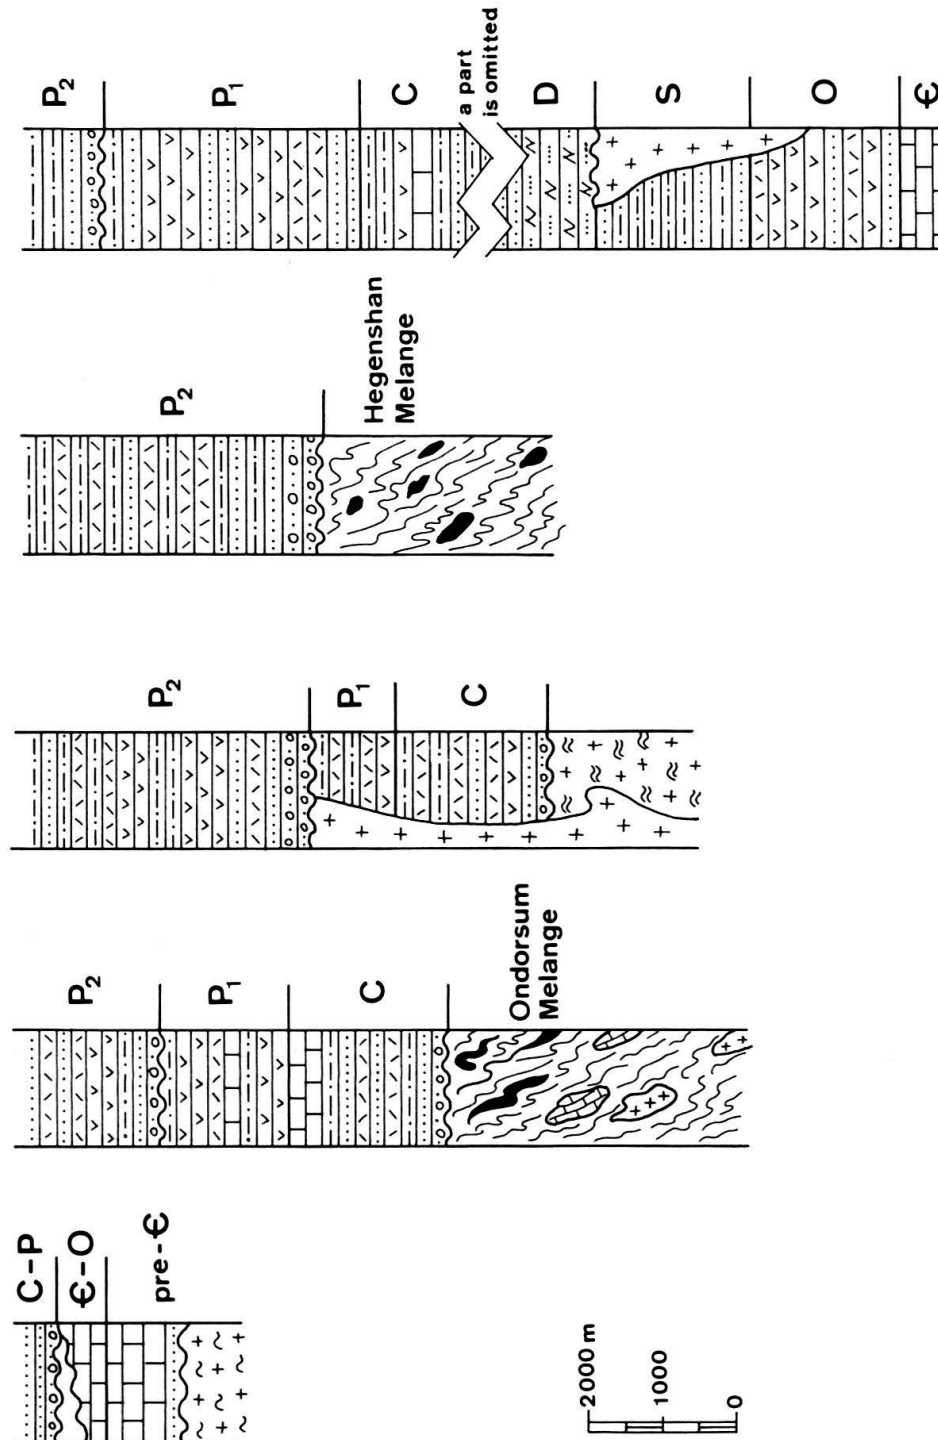 C-P
Є-O
pre-Є
P₂
P₁
C
Ondorsum
Melange
P₂
P₁
C
P₂
Hegenshan
Melange
P₂
P₁
C
a part
is omitted
D
S
O
Є
2000 m
1000
0